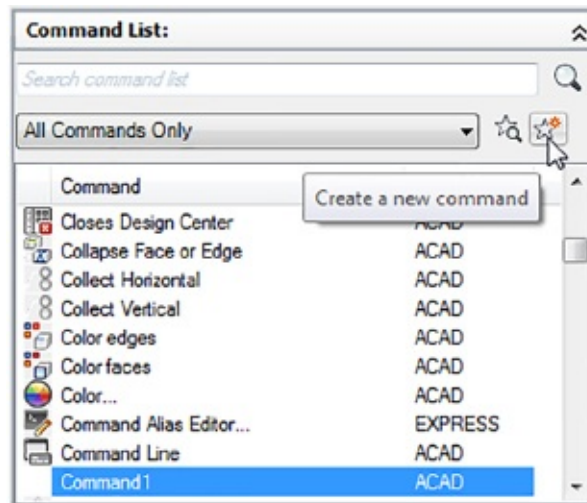 Command List:
Search command list
All Commands Only
Command
Create a new command
Closes Design Center ACAD
Collapse Face or Edge ACAD
Collect Horizontal ACAD
Collect Vertical ACAD
Color edges ACAD
Color faces ACAD
Color... ACAD
Command Alias Editor... EXPRESS
Command Line ACAD
Command1 ACAD